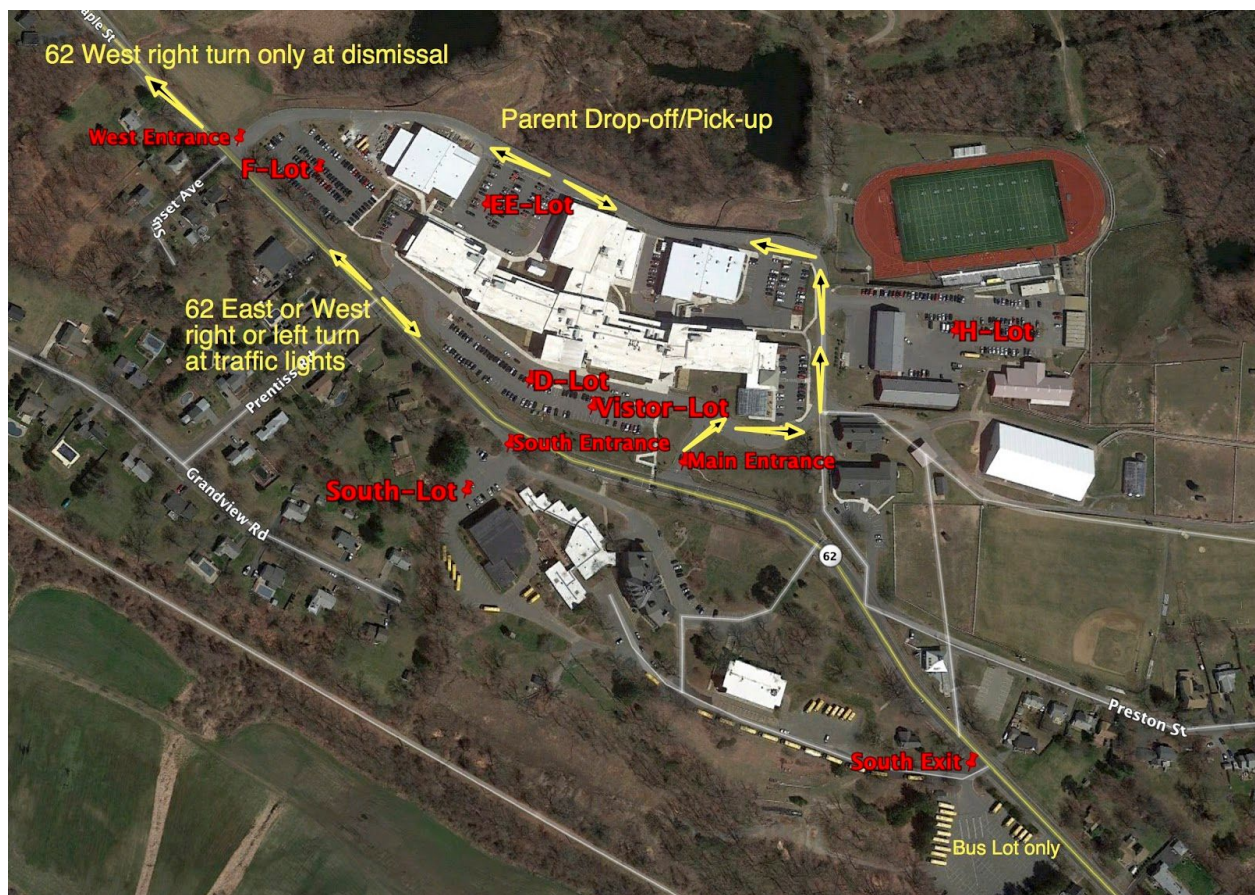 aple St
62 West right turn only at dismissal
Parent Drop-off/Pick-up
West Entrance
F-Lot
EE-Lot
Sunset Ave
62 East or West
right or left turn
at traffic lights
H-Lot
Prentiss
D-Lot
Vistor-Lot
South Entrance
Main Entrance
South-Lot
Grandview Rd
62
Preston St
South Exit
Bus Lot only